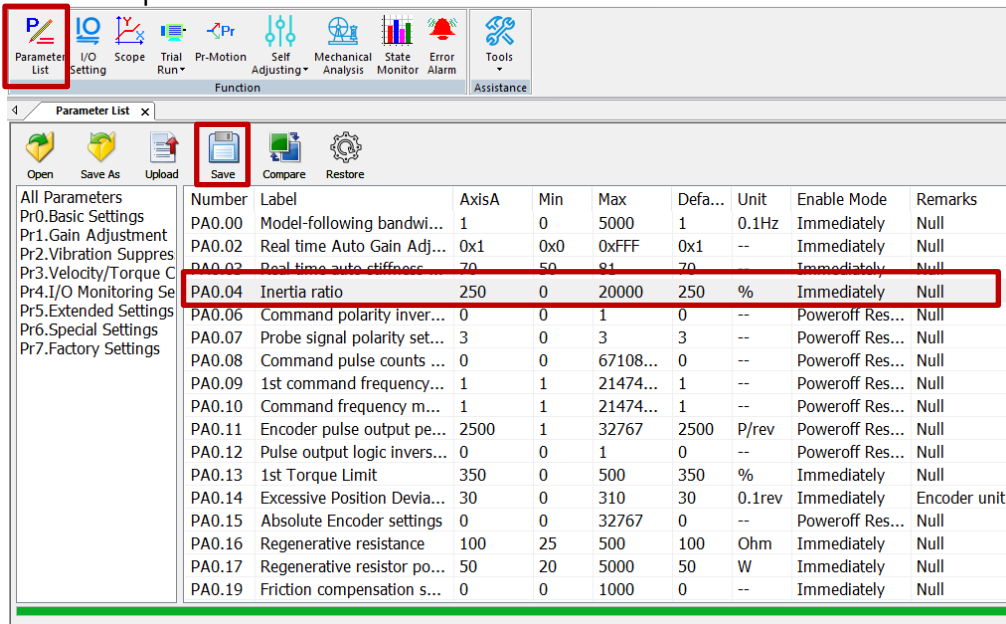 Parameter List
I/O Setting
Scope
Trial Run
Pr-Motion
Self Adjusting
Mechanical Analysis
State Monitor
Error Alarm
Tools
Function
Assistance
Parameter List x
Open Save As Upload Save Compare Restore
All Parameters
Pr0.Basic Settings
Pr1.Gain Adjustment
Pr2.Vibration Suppres
Pr3.Velocity/Torque C
Pr4.I/O Monitoring Se
Pr5.Extended Settings
Pr6.Special Settings
Pr7.Factory Settings
Number Label AxisA Min Max Defa... Unit Enable Mode Remarks
PA0.00 Model-following bandwi... 1 0 5000 1 0.1Hz Immediately Null
PA0.02 Real time Auto Gain Adj... 0x1 0x0 0xFFF 0x1 -- Immediately Null
PA0.03 Real time auto stiffness ... 70 50 81 70 -- Immediately Null
PA0.04 Inertia ratio 250 0 20000 250 % Immediately Null
PA0.06 Command polarity inver... 0 0 1 0 -- Poweroff Res... Null
PA0.07 Probe signal polarity set... 3 0 3 3 -- Poweroff Res... Null
PA0.08 Command pulse counts ... 0 0 67108... 0 -- Poweroff Res... Null
PA0.09 1st command frequency... 1 1 21474... 1 -- Poweroff Res... Null
PA0.10 Command frequency m... 1 1 21474... 1 -- Poweroff Res... Null
PA0.11 Encoder pulse output pe... 2500 1 32767 2500 P/rev Poweroff Res... Null
PA0.12 Pulse output logic invers... 0 0 1 0 -- Poweroff Res... Null
PA0.13 1st Torque Limit 350 0 500 350 % Immediately Null
PA0.14 Excessive Position Devia... 30 0 310 30 0.1rev Immediately Encoder unit
PA0.15 Absolute Encoder settings 0 0 32767 0 -- Poweroff Res... Null
PA0.16 Regenerative resistance 100 25 500 100 Ohm Immediately Null
PA0.17 Regenerative resistor po... 50 20 5000 50 W Immediately Null
PA0.19 Friction compensation s... 0 0 1000 0 -- Immediately Null